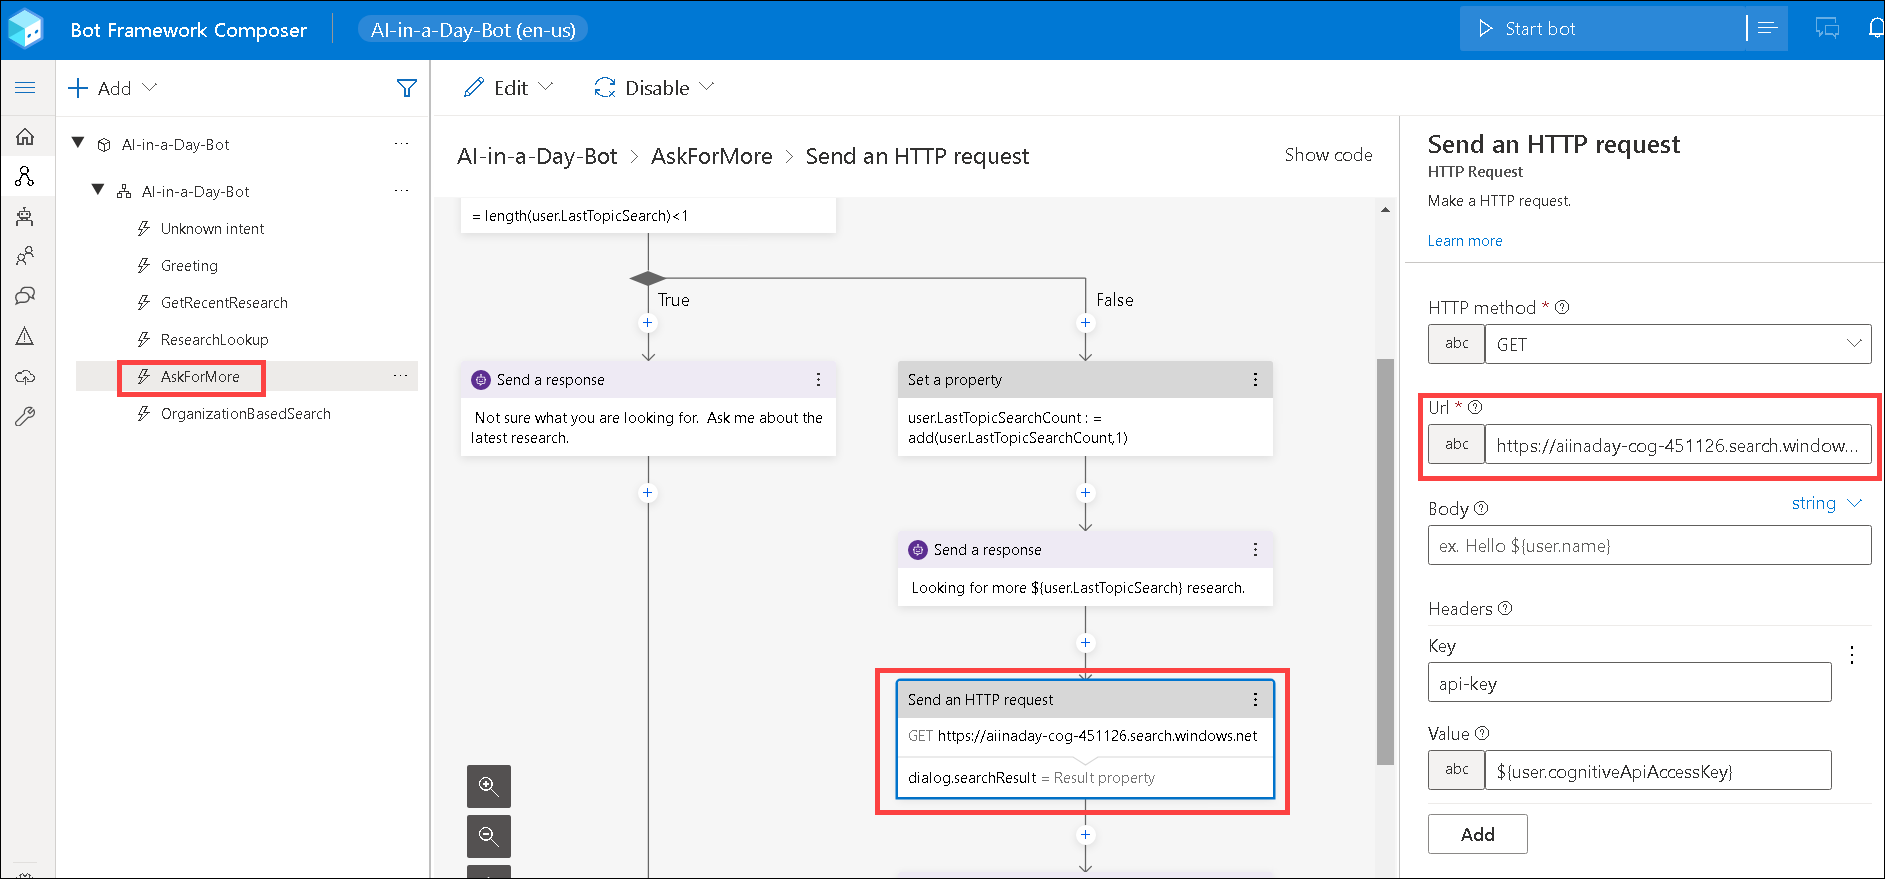 Bot Framework Composer
AI-in-a-Day-Bot (en-us)
Start bot
Add
Edit
Disable
AI-in-a-Day-Bot
AI-in-a-Day-Bot
Unknown intent
Greeting
GetRecentResearch
ResearchLookup
AskForMore
OrganizationBasedSearch
AI-in-a-Day-Bot > AskForMore > Send an HTTP request
Show code
= length(user.LastTopicSearch)<1
True
False
Send a response
Not sure what you are looking for.  Ask me about the
latest research.
Set a property
user.LastTopicSearchCount : =
add(user.LastTopicSearchCount,1)
Send a response
Looking for more ${user.LastTopicSearch} research.
Send an HTTP request
GET https://aiinaday-cog-451126.search.windows.net
dialog.searchResult = Result property
Send an HTTP request
HTTP Request
Make a HTTP request.
Learn more
HTTP method *
abc
GET
Url *
abc
https://aiinaday-cog-451126.search.window...
Body
string
ex. Hello ${user.name}
Headers
Key
api-key
Value
abc
${user.cognitiveApiAccessKey}
Add